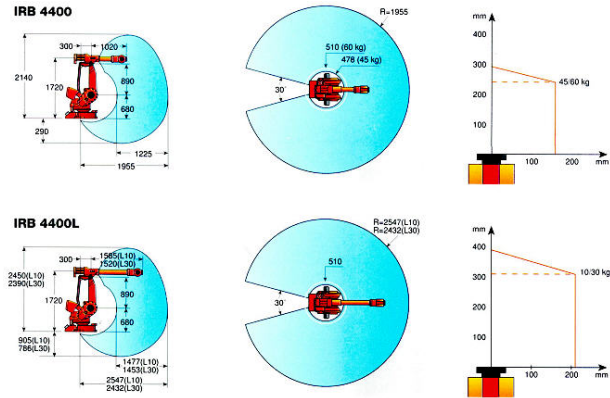 IRB 4400
300
1020
2140
1720
890
680
290
1225
1955
R=1955
510 (60 kg)
478 (45 kg)
30°
mm
400
300
200
100
45/60 kg
100
200
mm
IRB 4400L
300
1585(L10)
1520(L30)
2450(L10)
2390(L30)
1720
890
680
905(L10)
786(L30)
1477(L10)
1453(L30)
2547(L10)
2432(L30)
R=2547(L10)
R=2432(L30)
510
30°
mm
400
300
200
100
10/30 kg
100
200
mm